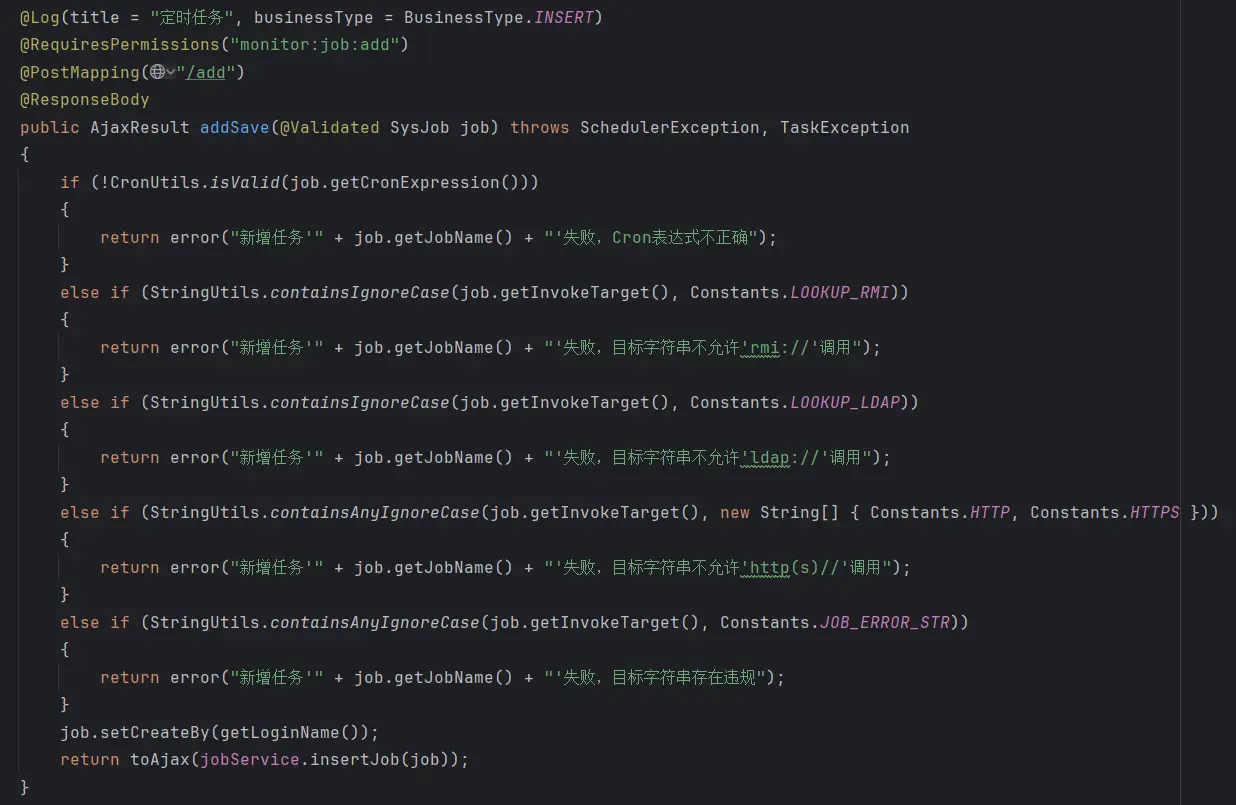 @Log(title = "定时任务", businessType = BusinessType.INSERT)
@RequiresPermissions("monitor:job:add")
@PostMapping("/add")
@ResponseBody
public AjaxResult addSave(@Validated SysJob job) throws SchedulerException, TaskException
{
    if (!CronUtils.isValid(job.getCronExpression()))
    {
        return error("新增任务'" + job.getJobName() + "'失败，Cron表达式不正确");
    }
    else if (StringUtils.containsIgnoreCase(job.getInvokeTarget(), Constants.LOOKUP_RMI))
    {
        return error("新增任务'" + job.getJobName() + "'失败，目标字符串不允许'rmi://'调用");
    }
    else if (StringUtils.containsIgnoreCase(job.getInvokeTarget(), Constants.LOOKUP_LDAP))
    {
        return error("新增任务'" + job.getJobName() + "'失败，目标字符串不允许'ldap://'调用");
    }
    else if (StringUtils.containsAnyIgnoreCase(job.getInvokeTarget(), new String[] { Constants.HTTP, Constants.HTTPS }))
    {
        return error("新增任务'" + job.getJobName() + "'失败，目标字符串不允许'http(s)//'调用");
    }
    else if (StringUtils.containsAnyIgnoreCase(job.getInvokeTarget(), Constants.JOB_ERROR_STR))
    {
        return error("新增任务'" + job.getJobName() + "'失败，目标字符串存在违规");
    }
    job.setCreateBy(getLoginName());
    return toAjax(jobService.insertJob(job));
}